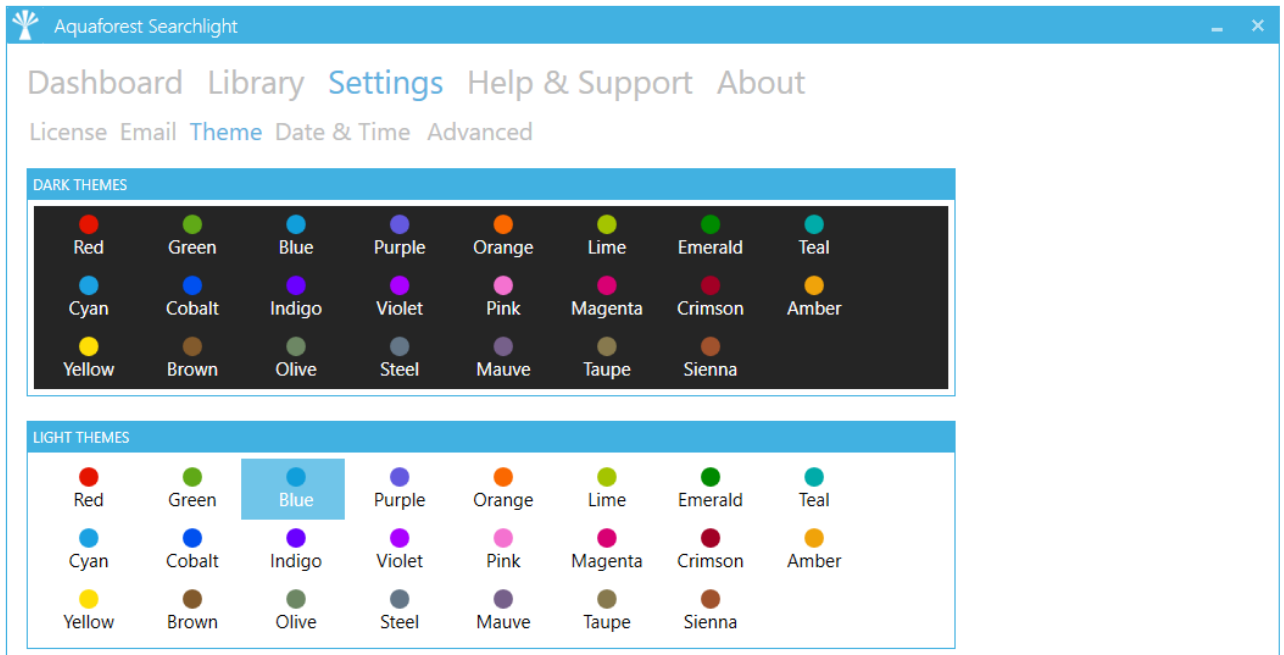 Aquaforest Searchlight
Dashboard Library Settings Help & Support About
License Email Theme Date & Time Advanced
DARK THEMES
Red Green Blue Purple Orange Lime Emerald Teal
Cyan Cobalt Indigo Violet Pink Magenta Crimson Amber
Yellow Brown Olive Steel Mauve Taupe Sienna
LIGHT THEMES
Red Green Blue Purple Orange Lime Emerald Teal
Cyan Cobalt Indigo Violet Pink Magenta Crimson Amber
Yellow Brown Olive Steel Mauve Taupe Sienna